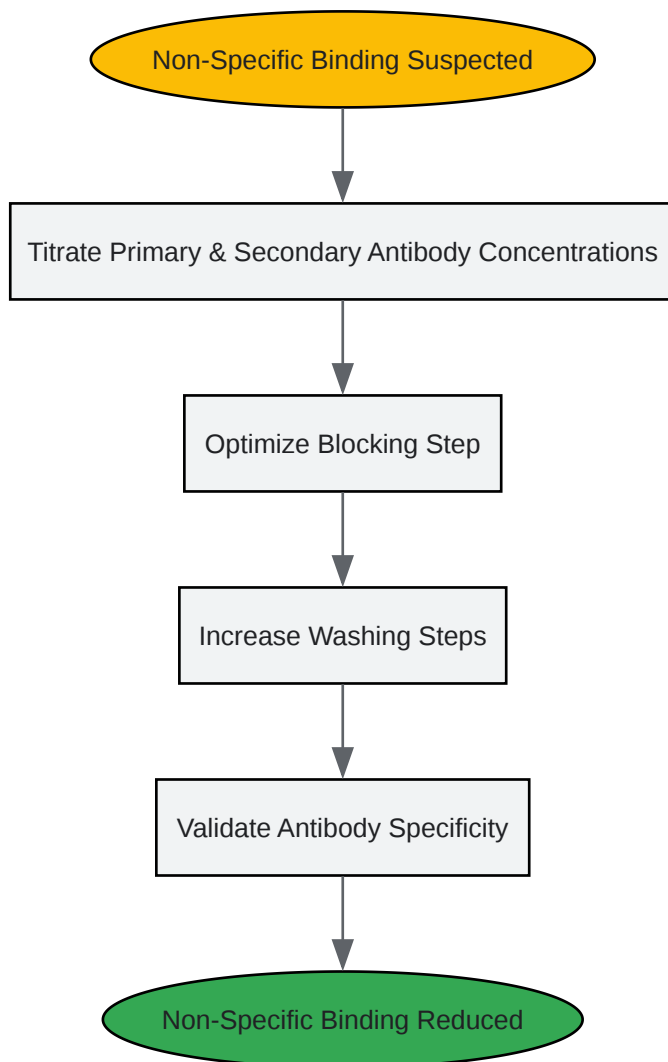 Non-Specific Binding Suspected
Titrate Primary & Secondary Antibody Concentrations
Optimize Blocking Step
Increase Washing Steps
Validate Antibody Specificity
Non-Specific Binding Reduced